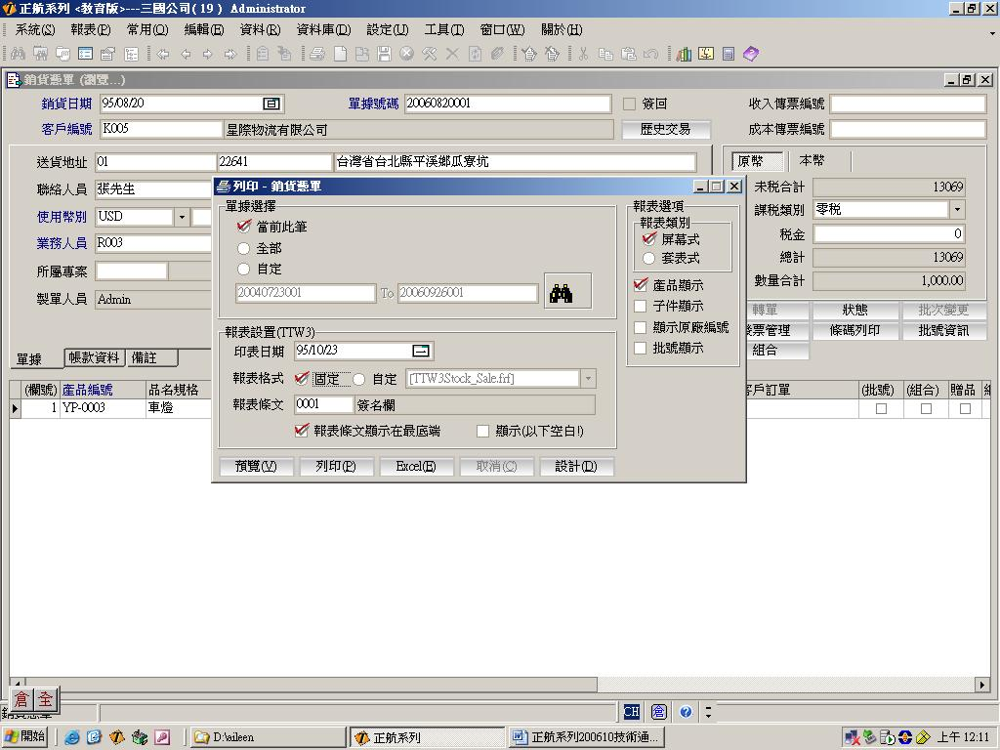 正航系列 <教育版>---三國公司( 19 ) Administrator
系統(S) 報表(P) 常用(Q) 編輯(E) 資料(R) 資料庫(D) 設定(U) 工具(T) 窗口(W) 關於(H)
銷貨憑單 (瀏覽...)
銷貨日期 95/08/20 單據號碼 20060820001 簽回 收入傳票編號
客戶編號 K005 星際物流有限公司 歷史交易 成本傳票編號
送貨地址 01 22641 台灣省台北縣平溪鄉瓜寮坑 原幣 本幣
聯絡人員 張先生 未稅合計 13069
使用幣別 USD 課稅類別 零稅
業務人員 R003 稅金 0
所屬專案 總計 13069
製單人員 Admin 數量合計 1,000.00
轉單 狀態 批次變更
發票管理 條碼列印 批號資訊
組合
單據 帳款資料 備註
(欄號) 產品編號 品名規格 客戶訂單 (批號) (組合) 贈品
1 YP-0003 車燈
列印 - 銷貨憑單
單據選擇
當前此筆
全部
自定
20040723001 To 20060926001
報表選項
報表類別
屏幕式
套表式
產品顯示
子件顯示
顯示原廠編號
批號顯示
報表設置(TTW3)
印表日期 95/10/23
報表格式 固定 自定 [TTW3Stock_Sale.frf]
報表條文 0001 簽名欄
報表條文顯示在最底端 顯示(以下空白!)
預覽(V) 列印(P) Excel(E) 取消(C) 設計(D)
倉 全
CH 倉
開始 D:\aileen 正航系列 正航系列200610技術通... 上午 12:11